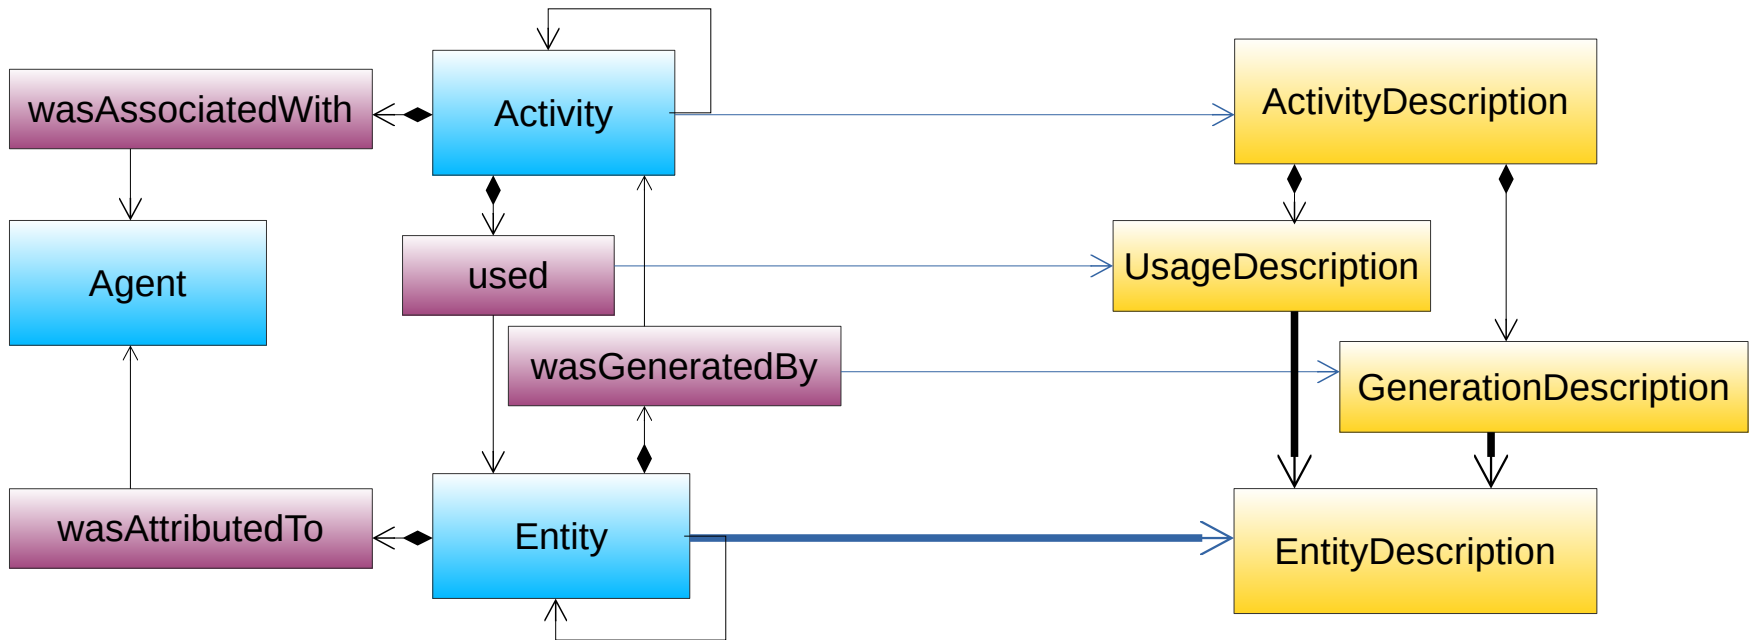 wasAssociatedWith
Activity
ActivityDescription
Agent
used
UsageDescription
wasGeneratedBy
GenerationDescription
wasAttributedTo
Entity
EntityDescription